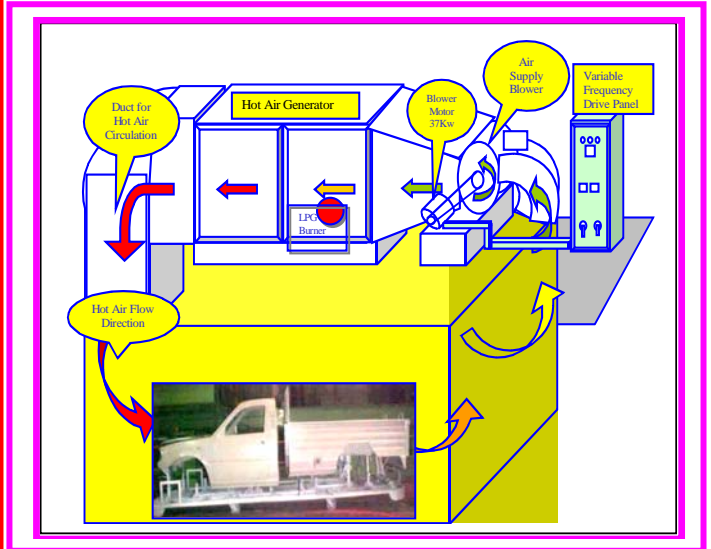 Duct for
Hot Air
Circulation
Hot Air Generator
Blower
Motor
37Kw
Air
Supply
Blower
Variable
Frequency
Drive Panel
LPG
Burner
Hot Air Flow
Direction